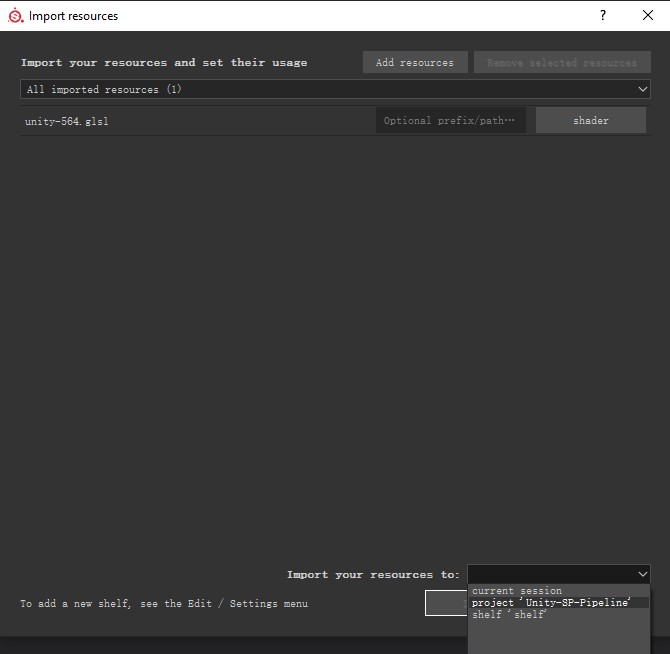 Import resources
?
Import your resources and set their usage
Add resources
Remove selected resources
All imported resources (1)
unity-564.glsl
Optional prefix/path…
shader
Import your resources to:
current session
To add a new shelf, see the Edit / Settings menu
project 'Unity-SP-Pipeline'
shelf 'shelf'